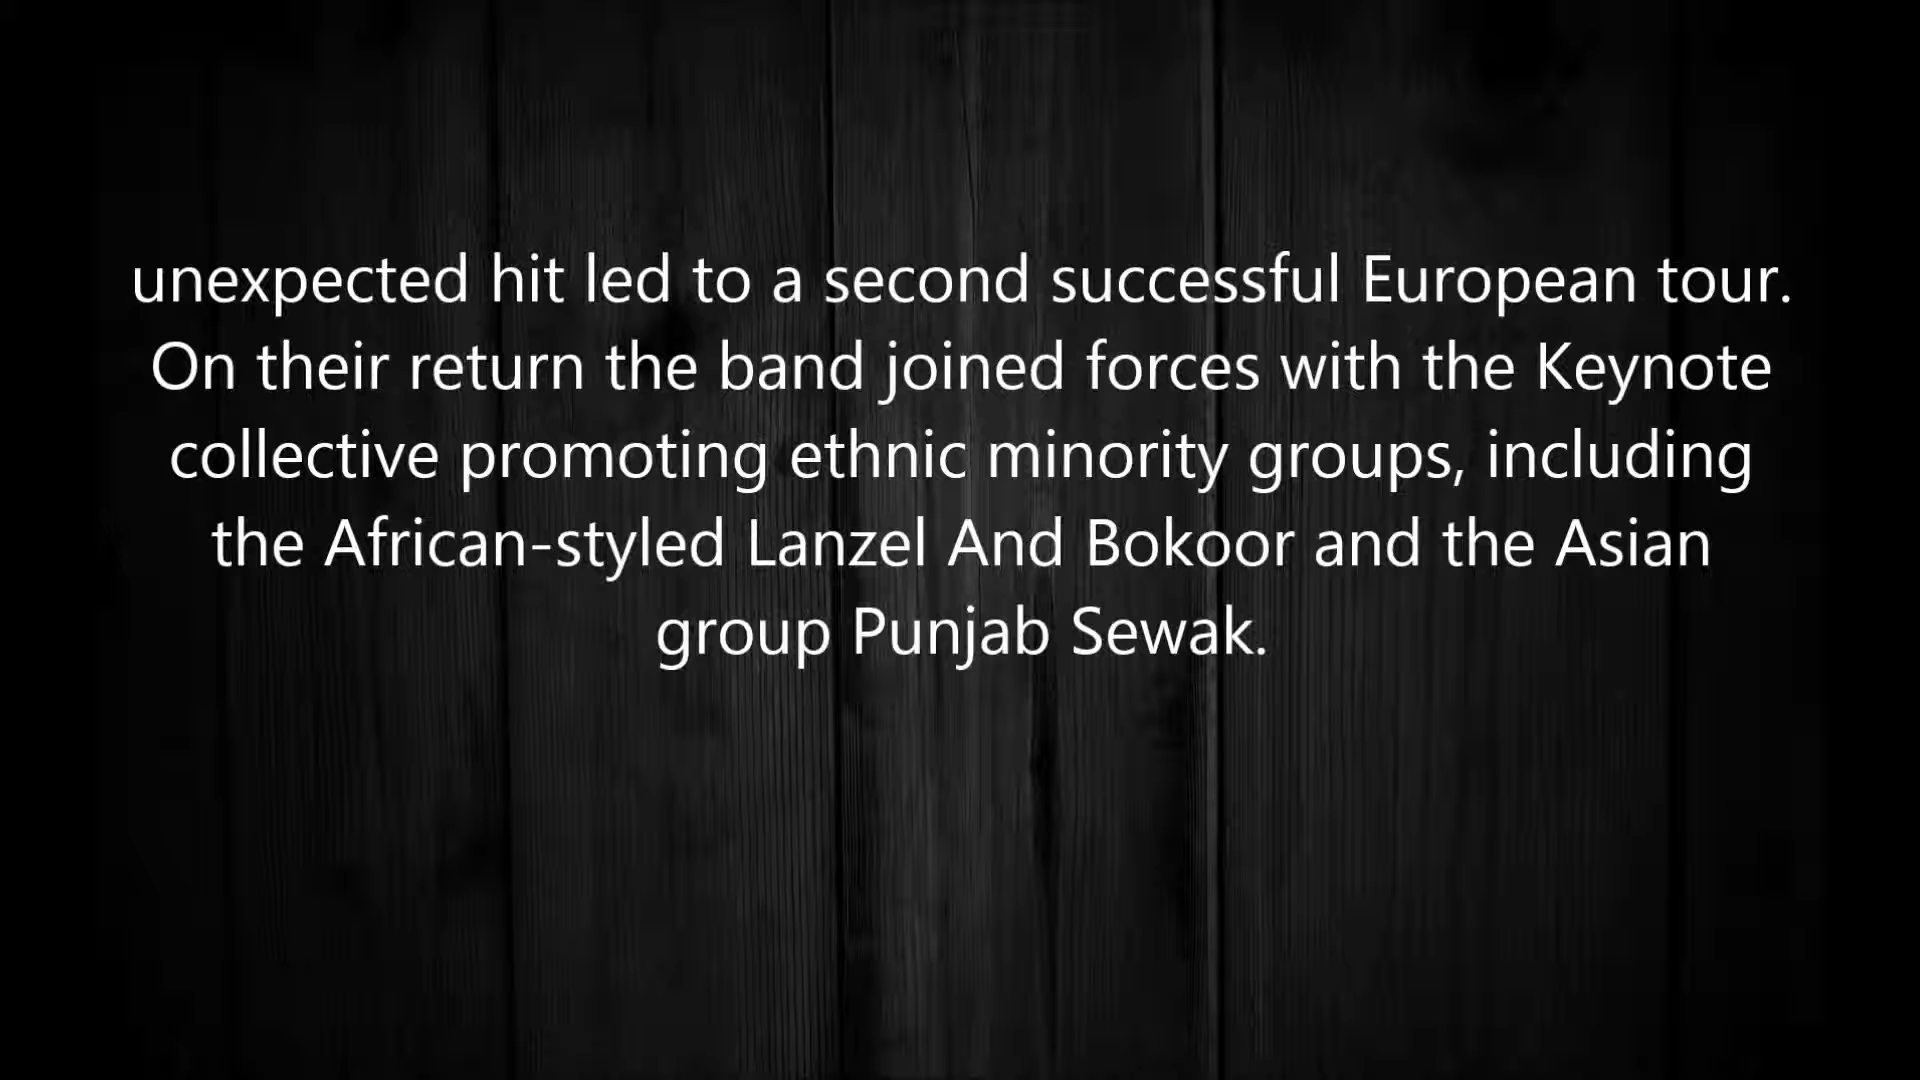 unexpected hit led to a second successful European tour.
On their return the band joined forces with the Keynote
collective promoting ethnic minority groups, including
the African-styled Lanzel And Bokoor and the Asian
group Punjab Sewak.